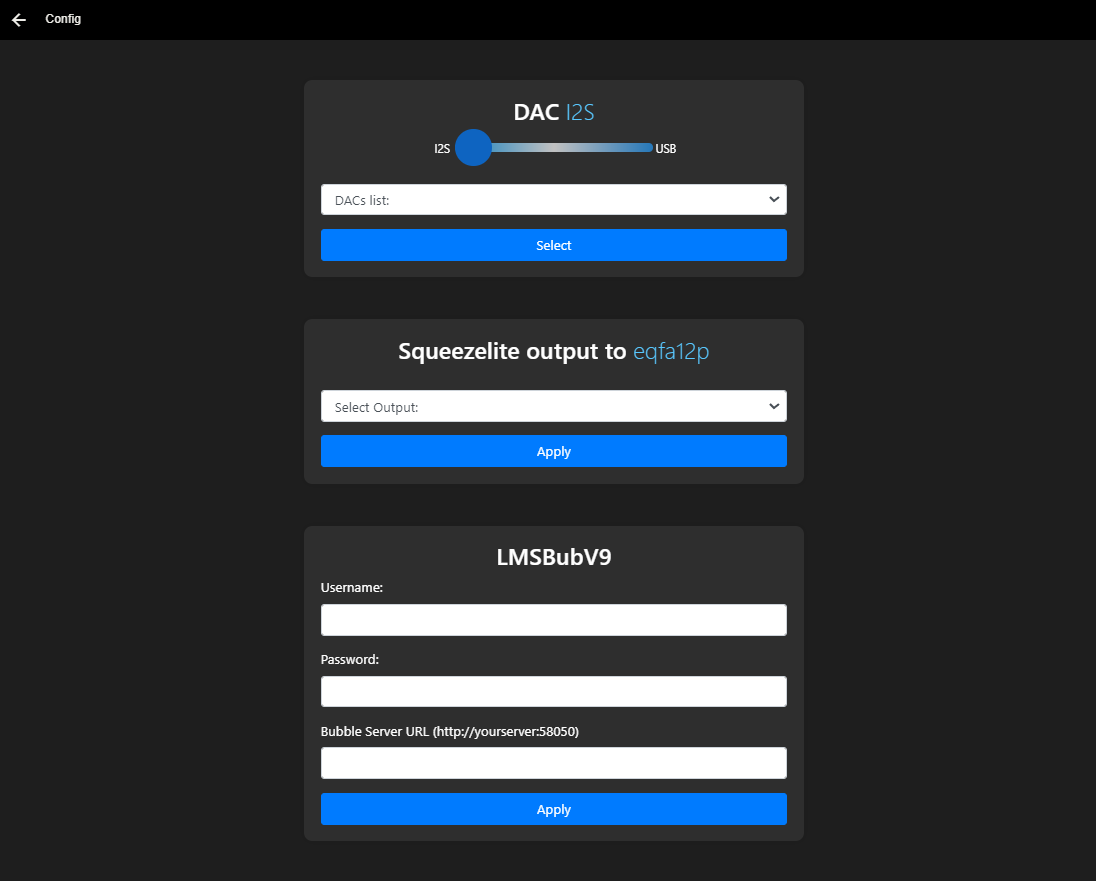 Config
DAC I2S
I2S USB
DACs list:
Select
Squeezelite output to eqfa12p
Select Output:
Apply
LMSBubV9
Username:
Password:
Bubble Server URL (http://yourserver:58050)
Apply